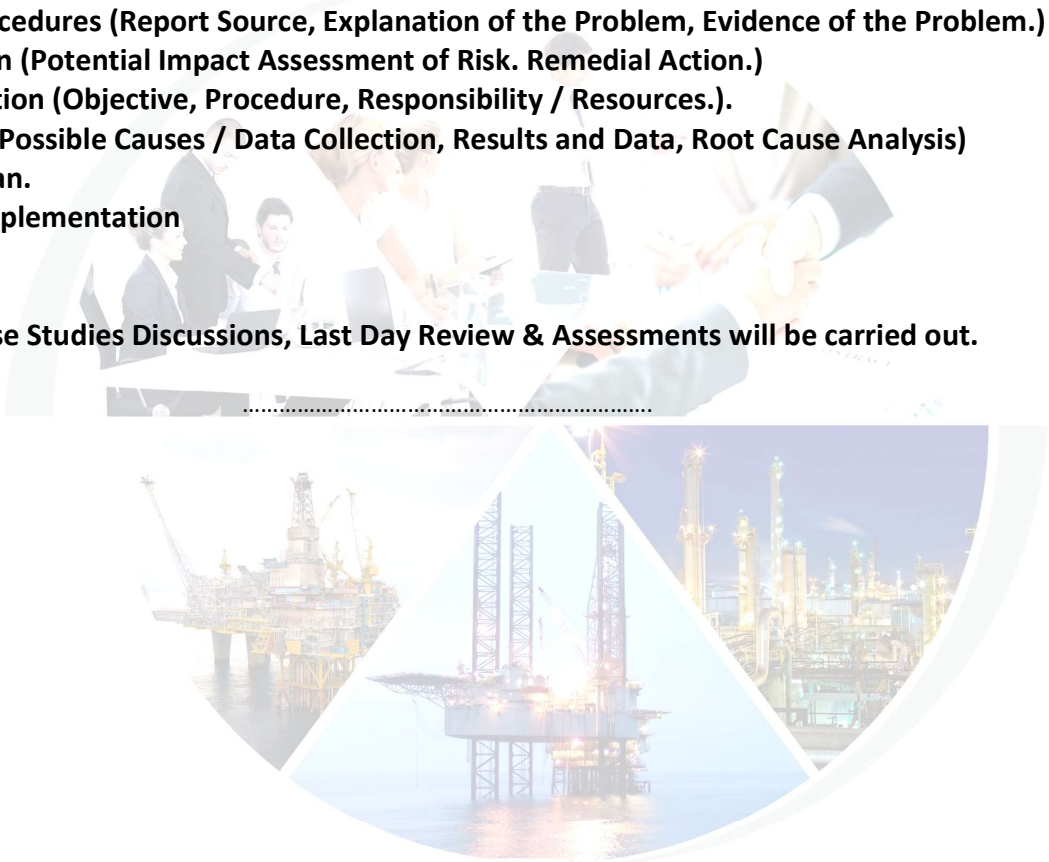 cedures (Report Source, Explanation of the Problem, Evidence of the Problem.)
n (Potential Impact Assessment of Risk. Remedial Action.)
tion (Objective, Procedure, Responsibility / Resources.).
Possible Causes / Data Collection, Results and Data, Root Cause Analysis)
an.
plementation
se Studies Discussions, Last Day Review & Assessments will be carried out.
....................................................................